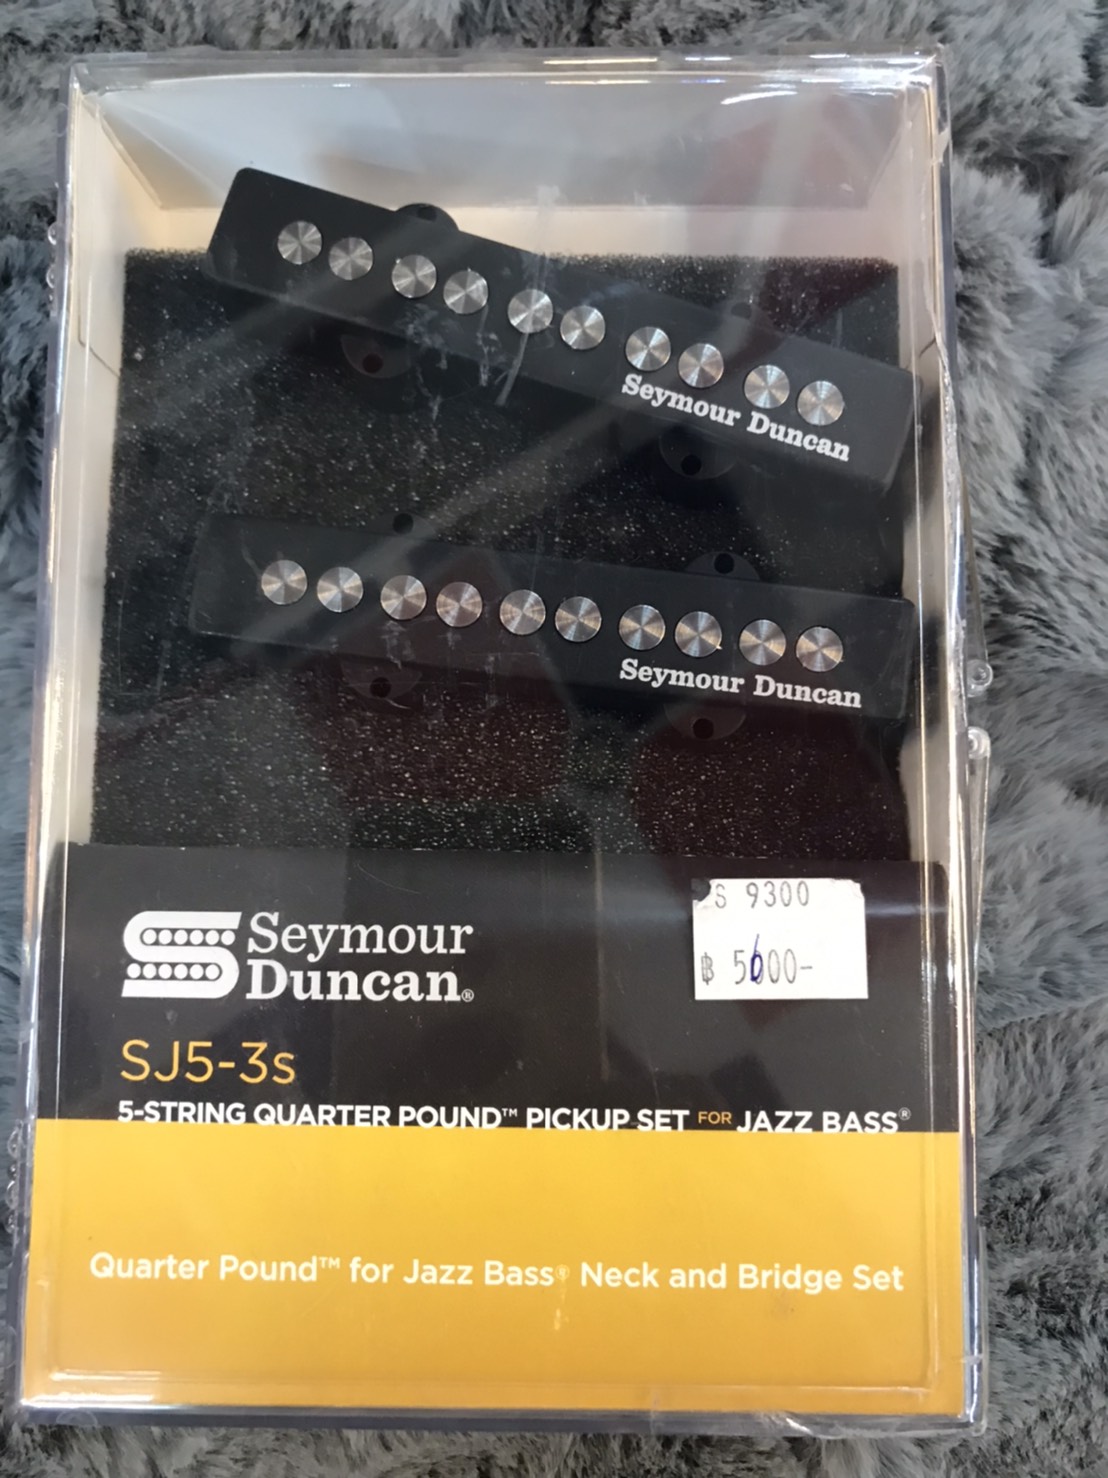 Seymour Duncan
Seymour Duncan
S 9300
฿ 5600-
Seymour
Duncan®
SJ5-3s
5-STRING QUARTER POUND™ PICKUP SET FOR JAZZ BASS®
Quarter Pound™ for Jazz Bass® Neck and Bridge Set